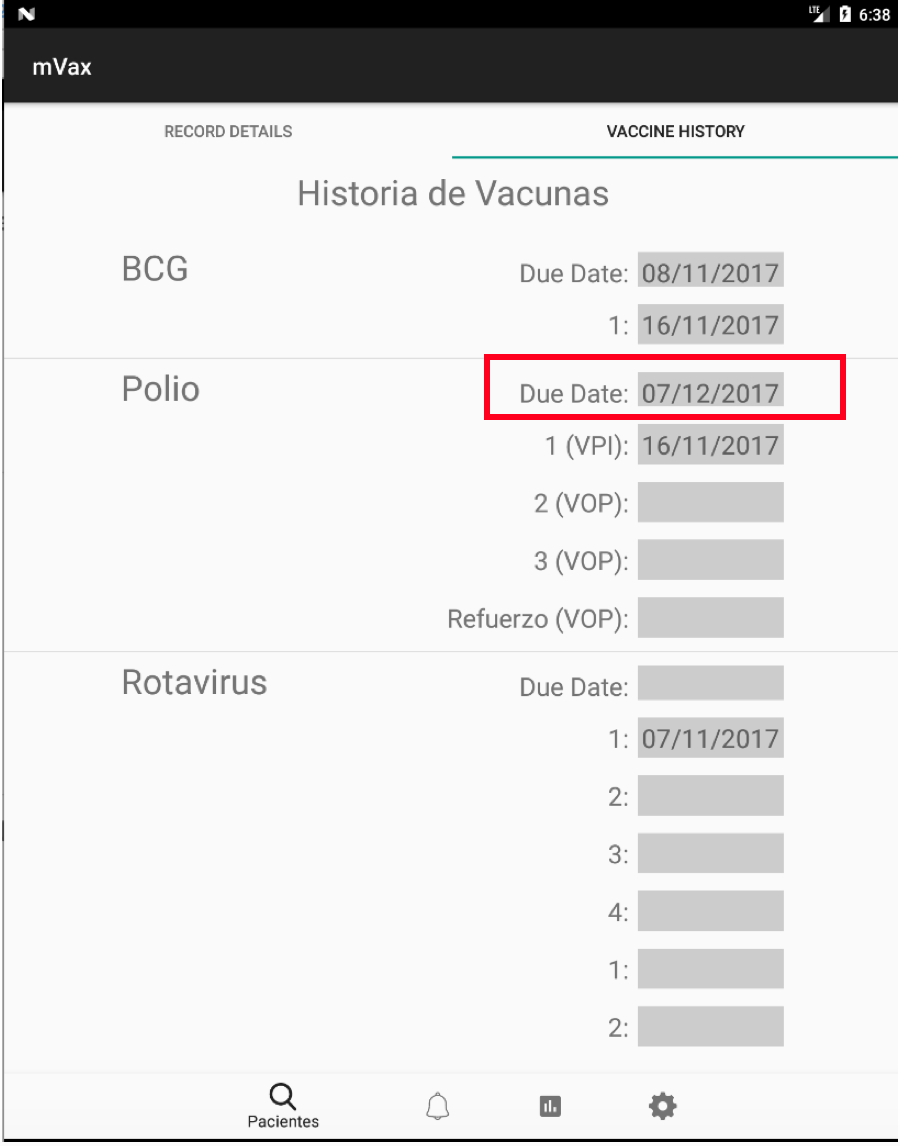 LTE 6:38
mVax
RECORD DETAILS VACCINE HISTORY
Historia de Vacunas
BCG Due Date: 08/11/2017
1: 16/11/2017
Polio Due Date: 07/12/2017
1 (VPI): 16/11/2017
2 (VOP):
3 (VOP):
Refuerzo (VOP):
Rotavirus Due Date:
1: 07/11/2017
2:
3:
4:
1:
2:
Pacientes